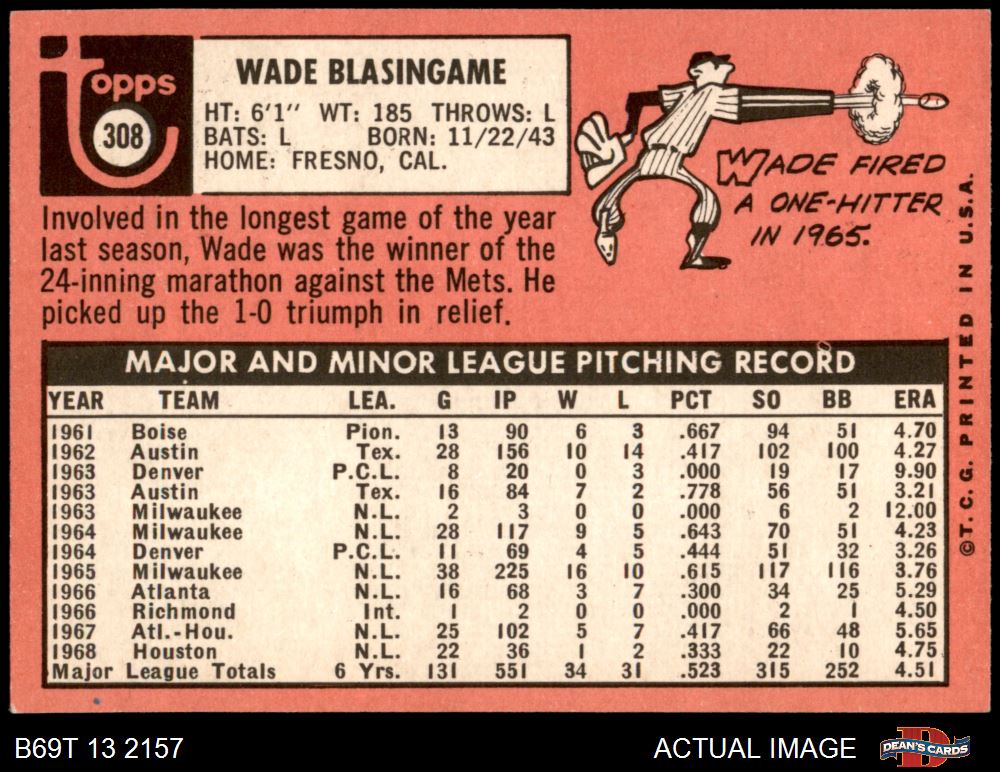 Topps
308
WADE BLASINGAME
HT: 6'1" WT: 185 THROWS: L
BATS: L BORN: 11/22/43
HOME: FRESNO, CAL.
WADE FIRED
A ONE-HITTER
IN 1965.
Involved in the longest game of the year
last season, Wade was the winner of the
24-inning marathon against the Mets. He
picked up the 1-0 triumph in relief.
MAJOR AND MINOR LEAGUE PITCHING RECORD
YEAR TEAM LEA. G IP W L PCT SO BB ERA
1961 Boise Pion. 13 90 6 3 .667 94 51 4.70
1962 Austin Tex. 28 156 10 14 .417 102 100 4.27
1963 Denver P.C.L. 8 20 0 3 .000 19 17 9.90
1963 Austin Tex. 16 84 7 2 .778 56 51 3.21
1963 Milwaukee N.L. 2 3 0 0 .000 6 2 12.00
1964 Milwaukee N.L. 28 117 9 5 .643 70 51 4.23
1964 Denver P.C.L. 11 69 4 5 .444 51 32 3.26
1965 Milwaukee N.L. 38 225 16 10 .615 117 116 3.76
1966 Atlanta N.L. 16 68 3 7 .300 34 25 5.29
1966 Richmond Int. 1 2 0 0 .000 2 1 4.50
1967 Atl.-Hou. N.L. 25 102 5 7 .417 66 48 5.65
1968 Houston N.L. 22 36 1 2 .333 22 10 4.75
Major League Totals 6 Yrs. 131 551 34 31 .523 315 252 4.51
©T. C. G. PRINTED IN U.S.A.
B69T 13 2157
ACTUAL IMAGE
D
DEAN'S CARDS